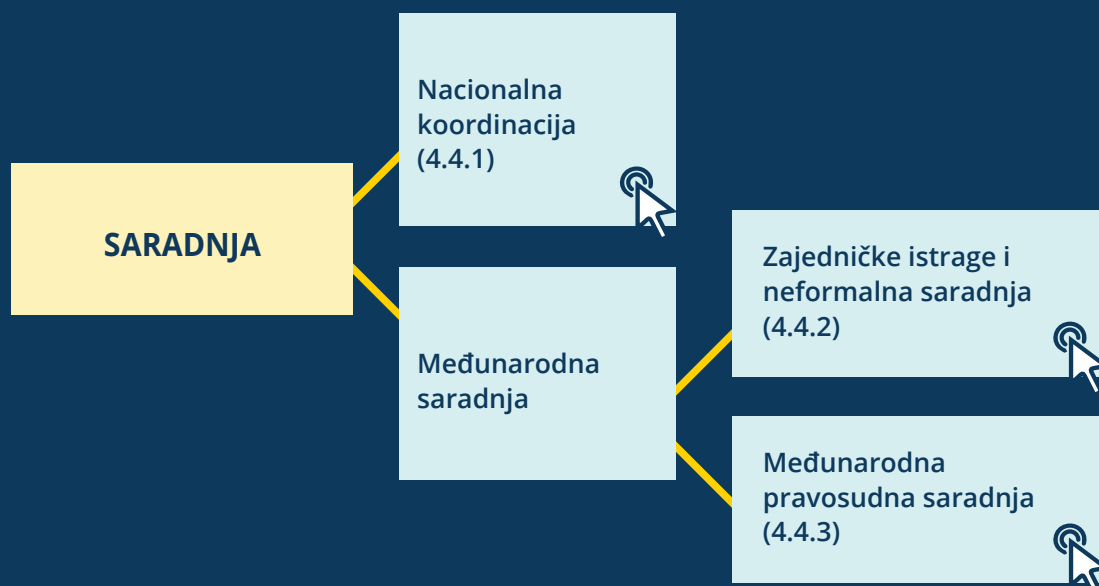 SARADNJA
Nacionalna
koordinacija
(4.4.1)
Međunarodna
saradnja
Zajedničke istrage i
neformalna saradnja
(4.4.2)
Međunarodna
pravosudna saradnja
(4.4.3)